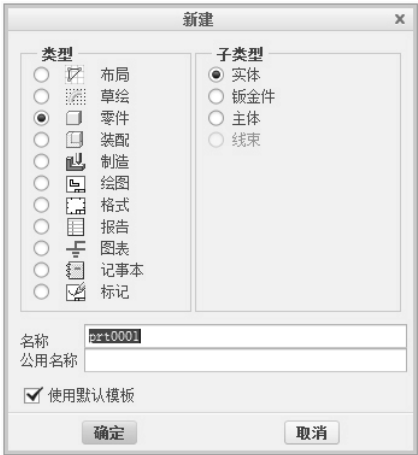 新建
x
类型
布局
草绘
零件
装配
制造
绘图
格式
报告
图表
记事本
标记
子类型
实体
钣金件
主体
线束
名称 prt0001
公用名称
使用默认模板
确定 取消